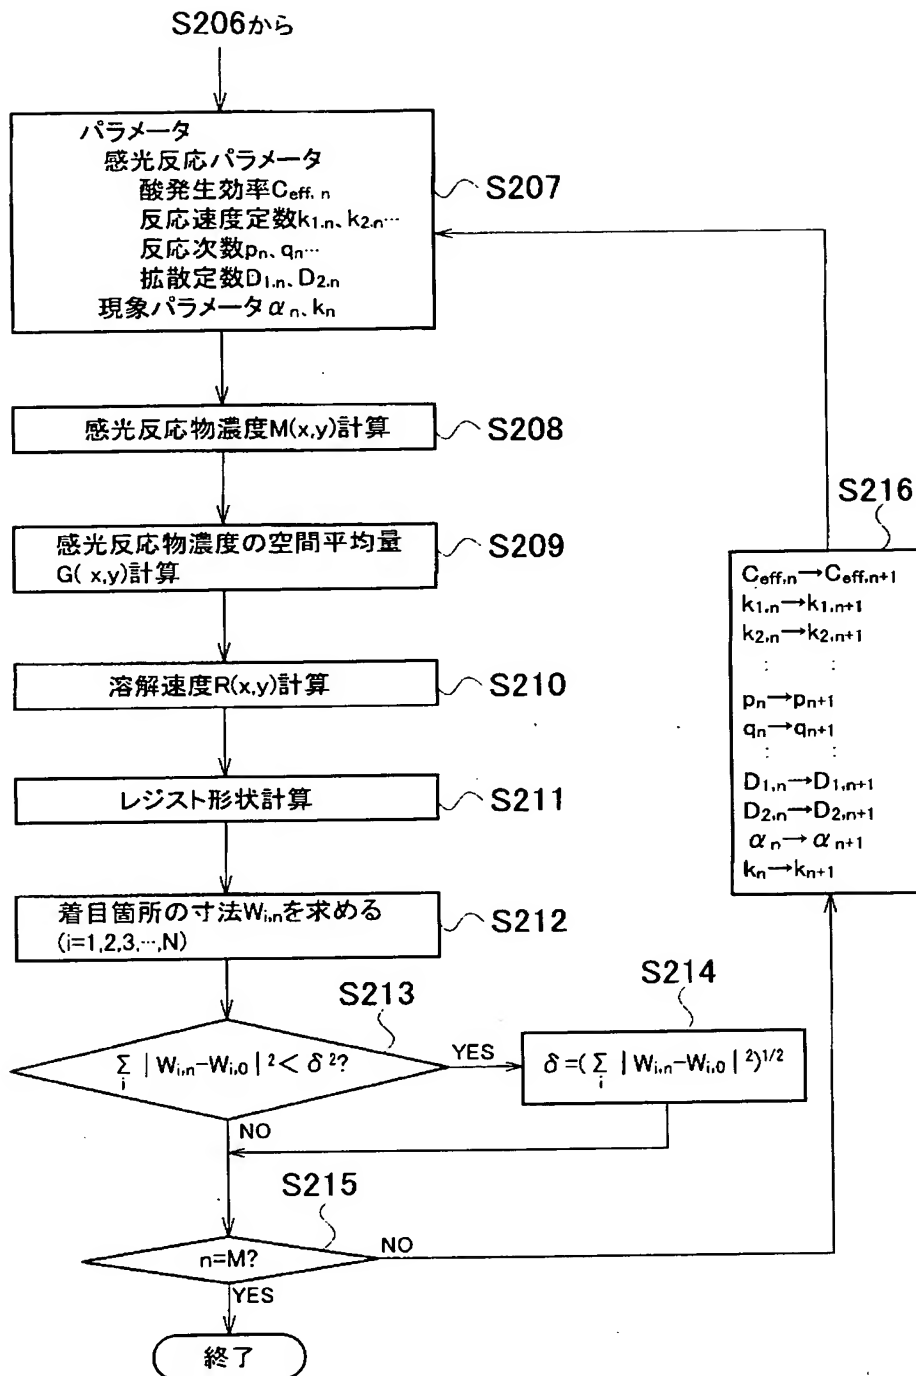 S206から
パラメータ
感光反応パラメータ
酸発生効率Ceff, n
反応速度定数k1,n、k2,n…
反応次数pn、qn…
拡散定数D1,n、D2,n
現象パラメータαn、kn
S207
感光反応物濃度M(x,y)計算
S208
感光反応物濃度の空間平均量
G( x,y)計算
S209
溶解速度R(x,y)計算
S210
レジスト形状計算
S211
着目箇所の寸法Wi,nを求める
(i=1,2,3,…,N)
S212
S213
Σi |Wi,n−Wi,0|²<δ²?
YES
NO
S214
δ=(Σi |Wi,n−Wi,0|²)1/2
S215
n=M?
NO
YES
終了
S216
Ceff,n→Ceff,n+1
k1,n→k1,n+1
k2,n→k2,n+1
: :
pn→pn+1
qn→qn+1
: :
D1,n→D1,n+1
D2,n→D2,n+1
αn→αn+1
kn→kn+1